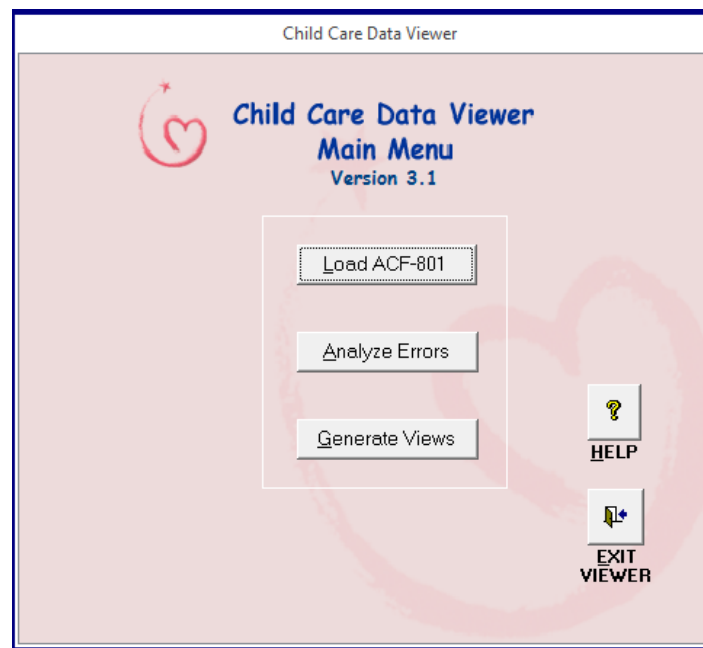 Child Care Data Viewer
Child Care Data Viewer
Main Menu
Version 3.1
Load ACF-801
Analyze Errors
Generate Views
HELP
EXIT
VIEWER